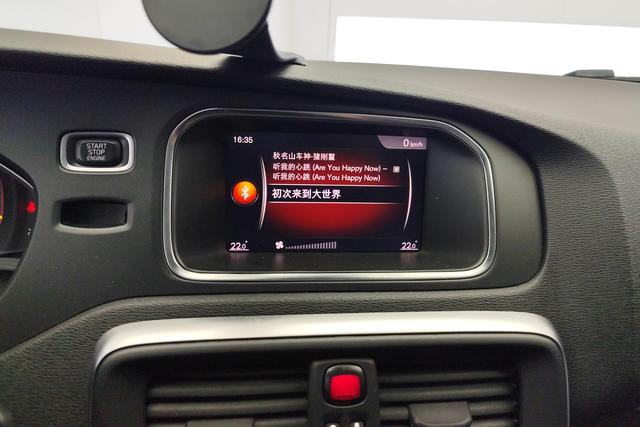 START
STOP
ENGINE
16:35
0 km/h
秋名山车神·猪刚鬣
听我的心跳 (Are You Happy Now) –
听我的心跳 (Are You Happy Now)
初次来到大世界
22.0°
22.0°